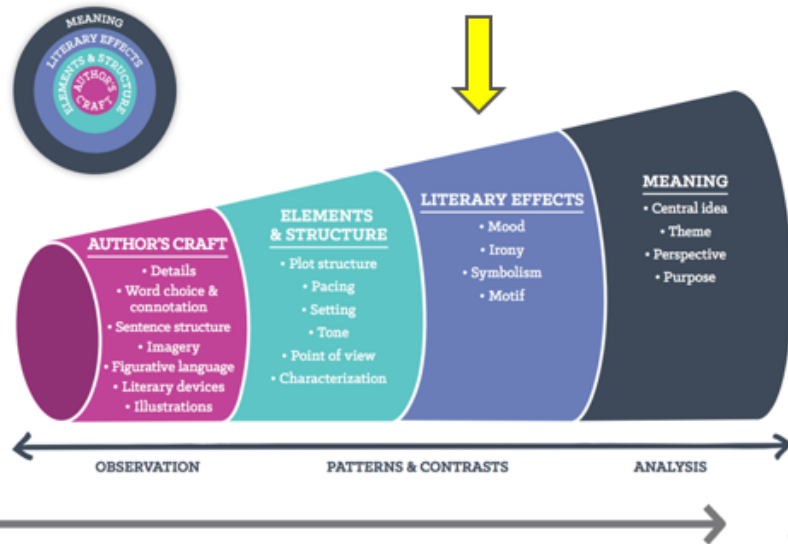 MEANING
LITERARY EFFECTS
ELEMENTS & STRUCTURE
AUTHOR'S
CRAFT
AUTHOR'S CRAFT
• Details
• Word choice &
connotation
• Sentence structure
• Imagery
• Figurative language
• Literary devices
• Illustrations
ELEMENTS
& STRUCTURE
• Plot structure
• Pacing
• Setting
• Tone
• Point of view
• Characterization
LITERARY EFFECTS
• Mood
• Irony
• Symbolism
• Motif
MEANING
• Central idea
• Theme
• Perspective
• Purpose
OBSERVATION
PATTERNS & CONTRASTS
ANALYSIS